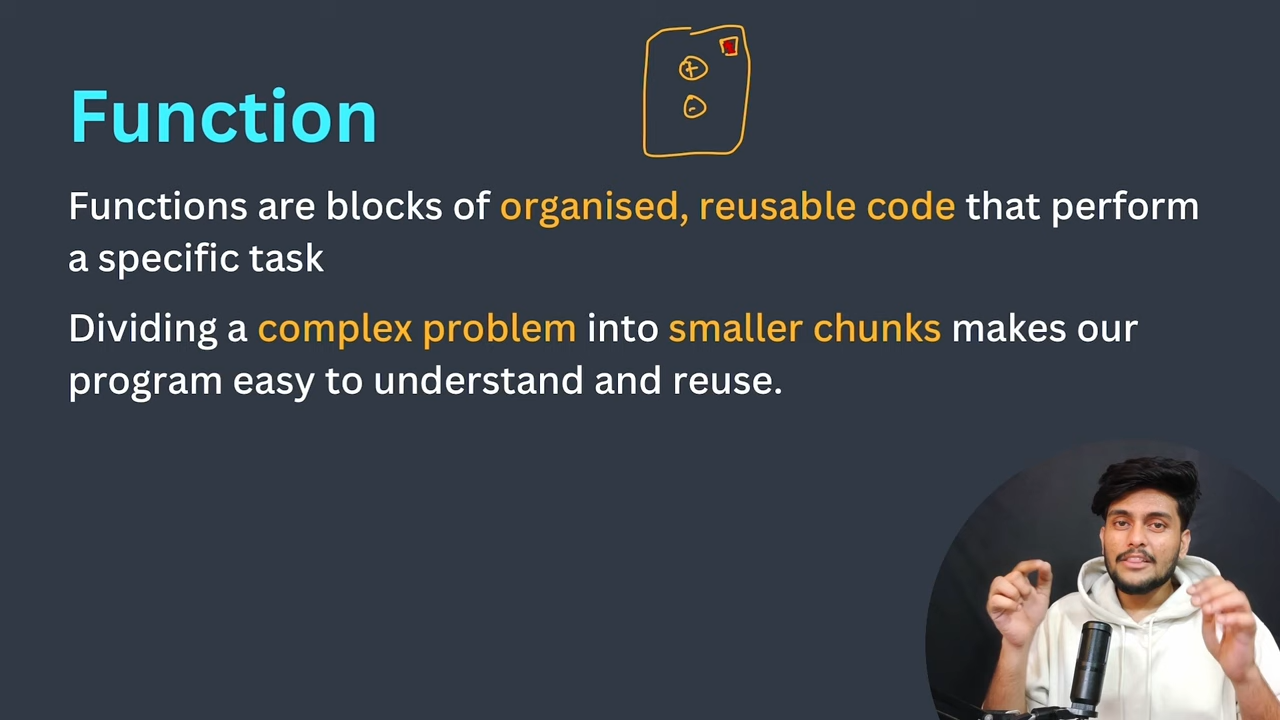 Function
Functions are blocks of organised, reusable code that perform
a specific task
Dividing a complex problem into smaller chunks makes our
program easy to understand and reuse.
+
-